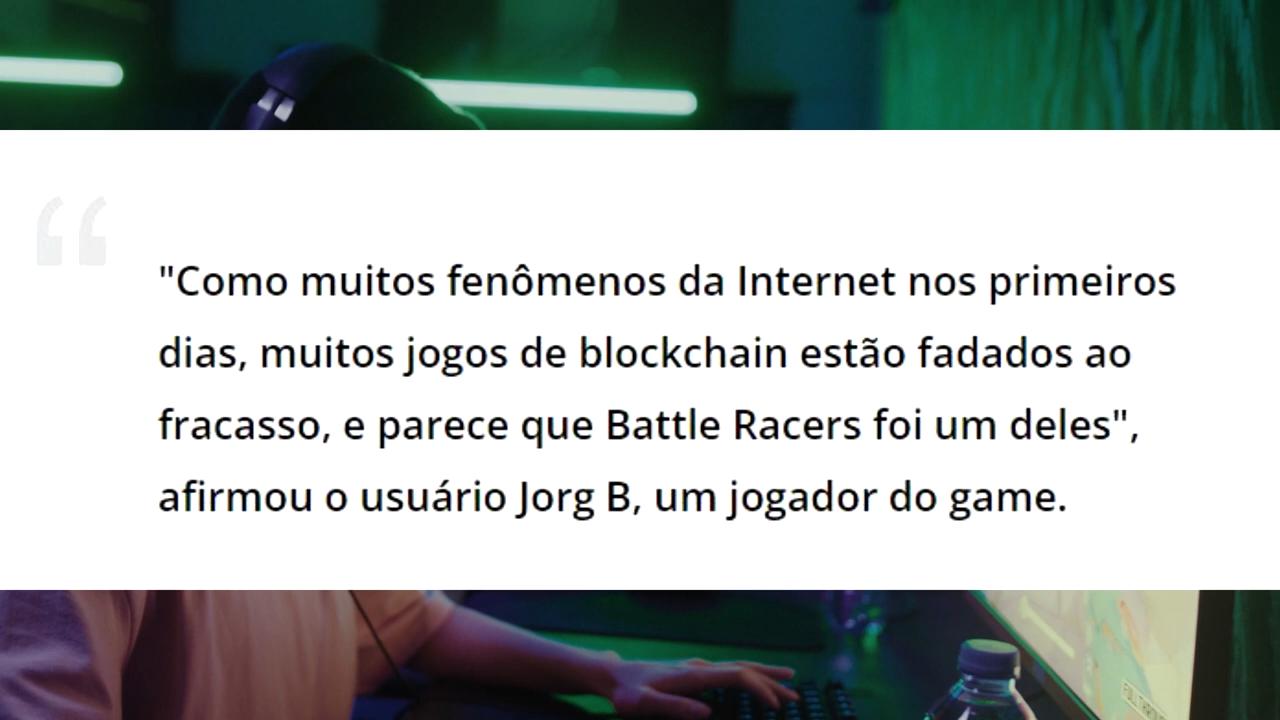 "Como muitos fenômenos da Internet nos primeiros
dias, muitos jogos de blockchain estão fadados ao
fracasso, e parece que Battle Racers foi um deles",
afirmou o usuário Jorg B, um jogador do game.